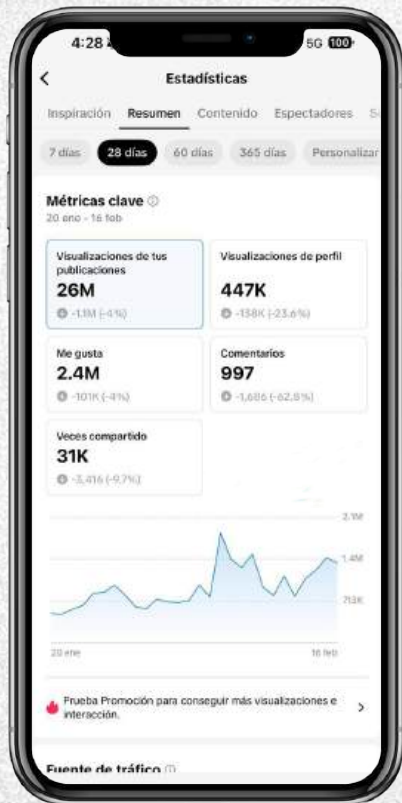 4:28
5G 100
Estadísticas
Inspiración Resumen Contenido Espectadores
7 días 28 días 60 días 365 días Personalizar
Métricas clave
20 ene - 16 feb
Visualizaciones de tus
publicaciones
26M
-1.1M (-4%)
Visualizaciones de perfil
447K
-138K (-23.6%)
Me gusta
2.4M
-101K (-4%)
Comentarios
997
-1,686 (-62.8%)
Veces compartido
31K
-3,416 (-9.7%)
2.1M
1.4M
713K
20 ene
16 feb
Prueba Promoción para conseguir más visualizaciones e
interacción.
Fuente de tráfico